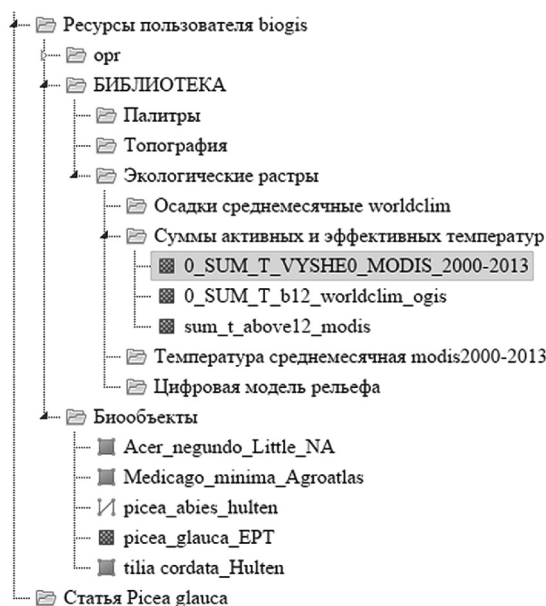 Ресурсы пользователя biogis
opr
БИБЛИОТЕКА
Палитры
Топография
Экологические растры
Осадки среднемесячные worldclim
Суммы активных и эффективных температур
0_SUM_T_VYSHE0_MODIS_2000-2013
0_SUM_T_b12_worldclim_ogis
sum_t_above12_modis
Температура среднемесячная modis2000-2013
Цифровая модель рельефа
Биообъекты
Acer_negundo_Little_NA
Medicago_minima_Agroatlas
picea_abies_hulten
picea_glauca_EPT
tilia cordata_Hulten
Статья Picea glauca